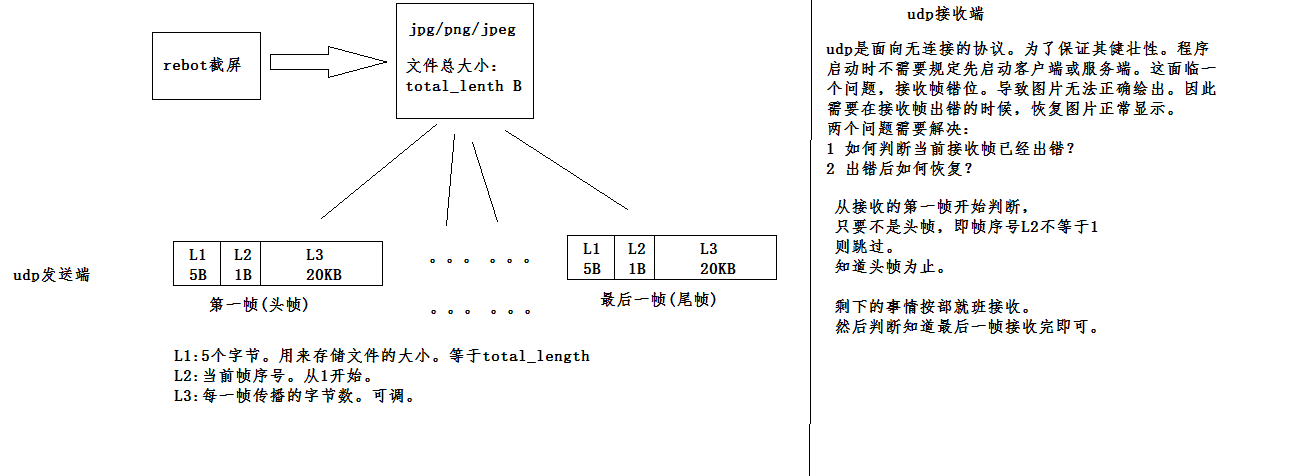 rebot截屏
jpg/png/jpeg
文件总大小:
total_lenth B
udp发送端
L1 L2 L3
5B 1B 20KB
第一帧(头帧)
。。。 。。。
。。。 。。。
L1 L2 L3
5B 1B 20KB
最后一帧(尾帧)
L1:5个字节。用来存储文件的大小。等于total_length
L2:当前帧序号。从1开始。
L3:每一帧传播的字节数。可调。
udp接收端
udp是面向无连接的协议。为了保证其健壮性。程序
启动时不需要规定先启动客户端或服务端。这面临一
个问题，接收帧错位。导致图片无法正确绘出。因此
需要在接收帧出错的时候，恢复图片正常显示。
两个问题需要解决:
1 如何判断当前接收帧已经出错?
2 出错后如何恢复?
从接收的第一帧开始判断，
只要不是头帧，即帧序号L2不等于1
则跳过。
知道头帧为止。
剩下的事情按部就班接收。
然后判断知道最后一帧接收完即可。